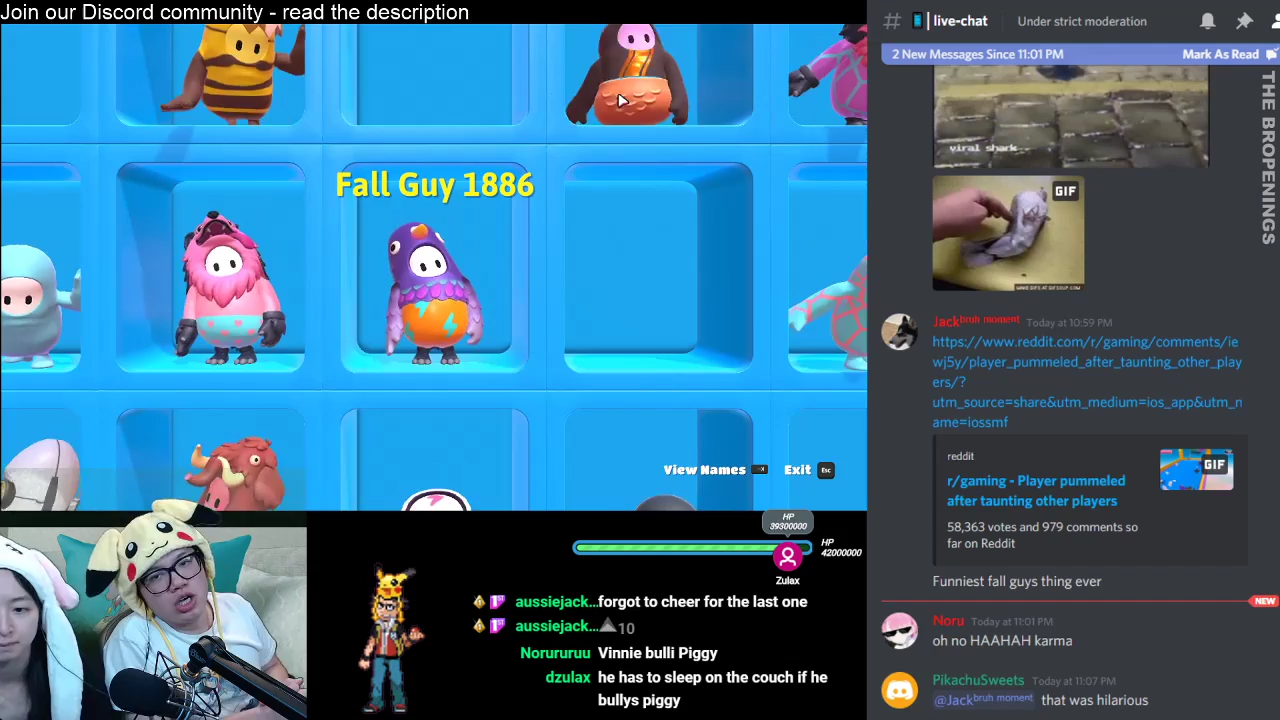 Join our Discord community - read the description
Fall Guy 1886
View Names
Exit
Esc
HP
39300000
HP
42000000
Zulax
aussiejack... forgot to cheer for the last one
aussiejack... 10
Norururuu Vinnie bulli Piggy
dzulax he has to sleep on the couch if he
bullys piggy
# | live-chat Under strict moderation
2 New Messages Since 11:01 PM Mark As Read
viral shark
GIF
Jack bruh moment Today at 10:59 PM
https://www.reddit.com/r/gaming/comments/ie
wj5y/player_pummeled_after_taunting_other_play
ers/?
utm_source=share&utm_medium=ios_app&utm_n
ame=iossmf
reddit
r/gaming - Player pummeled
after taunting other players
GIF
58,363 votes and 979 comments so
far on Reddit
Funniest fall guys thing ever
NEW
Noru Today at 11:01 PM
oh no HAAHAH karma
PikachuSweets Today at 11:07 PM
@Jack bruh moment that was hilarious
THE BROPENINGS